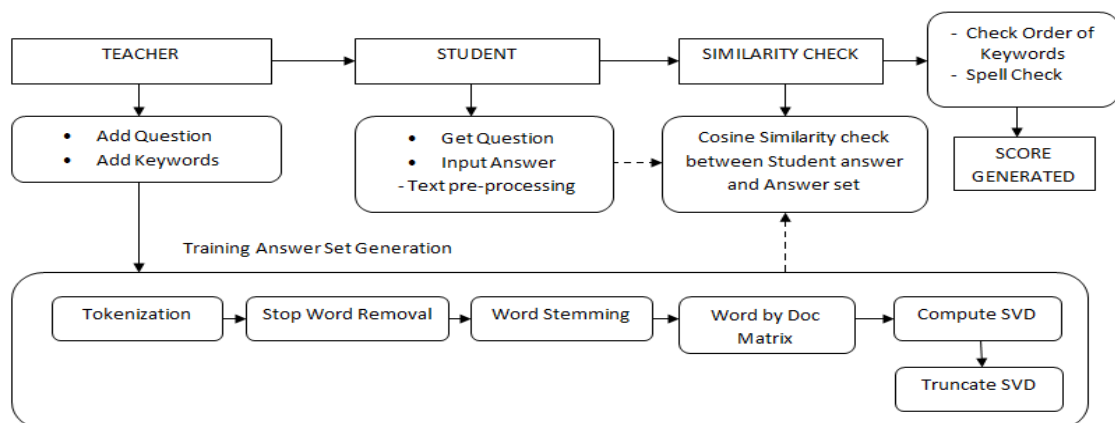 TEACHER
STUDENT
SIMILARITY CHECK
- Check Order of
Keywords
- Spell Check
• Add Question
• Add Keywords
• Get Question
• Input Answer
- Text pre-processing
Cosine Similarity check
between Student answer
and Answer set
SCORE
GENERATED
Training Answer Set Generation
Tokenization
Stop Word Removal
Word Stemming
Word by Doc
Matrix
Compute SVD
Truncate SVD